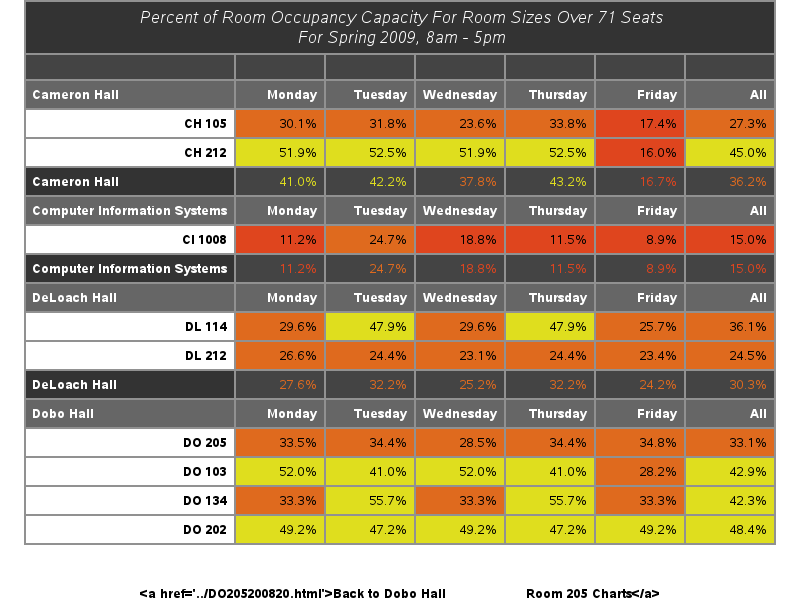 Percent of Room Occupancy Capacity For Room Sizes Over 71 Seats
For Spring 2009, 8am - 5pm
Cameron Hall Monday Tuesday Wednesday Thursday Friday All
CH 105 30.1% 31.8% 23.6% 33.8% 17.4% 27.3%
CH 212 51.9% 52.5% 51.9% 52.5% 16.0% 45.0%
Cameron Hall 41.0% 42.2% 37.8% 43.2% 16.7% 36.2%
Computer Information Systems Monday Tuesday Wednesday Thursday Friday All
CI 1008 11.2% 24.7% 18.8% 11.5% 8.9% 15.0%
Computer Information Systems 11.2% 24.7% 18.8% 11.5% 8.9% 15.0%
DeLoach Hall Monday Tuesday Wednesday Thursday Friday All
DL 114 29.6% 47.9% 29.6% 47.9% 25.7% 36.1%
DL 212 26.6% 24.4% 23.1% 24.4% 23.4% 24.5%
DeLoach Hall 27.6% 32.2% 25.2% 32.2% 24.2% 30.3%
Dobo Hall Monday Tuesday Wednesday Thursday Friday All
DO 205 33.5% 34.4% 28.5% 34.4% 34.8% 33.1%
DO 103 52.0% 41.0% 52.0% 41.0% 28.2% 42.9%
DO 134 33.3% 55.7% 33.3% 55.7% 33.3% 42.3%
DO 202 49.2% 47.2% 49.2% 47.2% 49.2% 48.4%
<a href='../DO205200820.html'>Back to Dobo Hall Room 205 Charts</a>